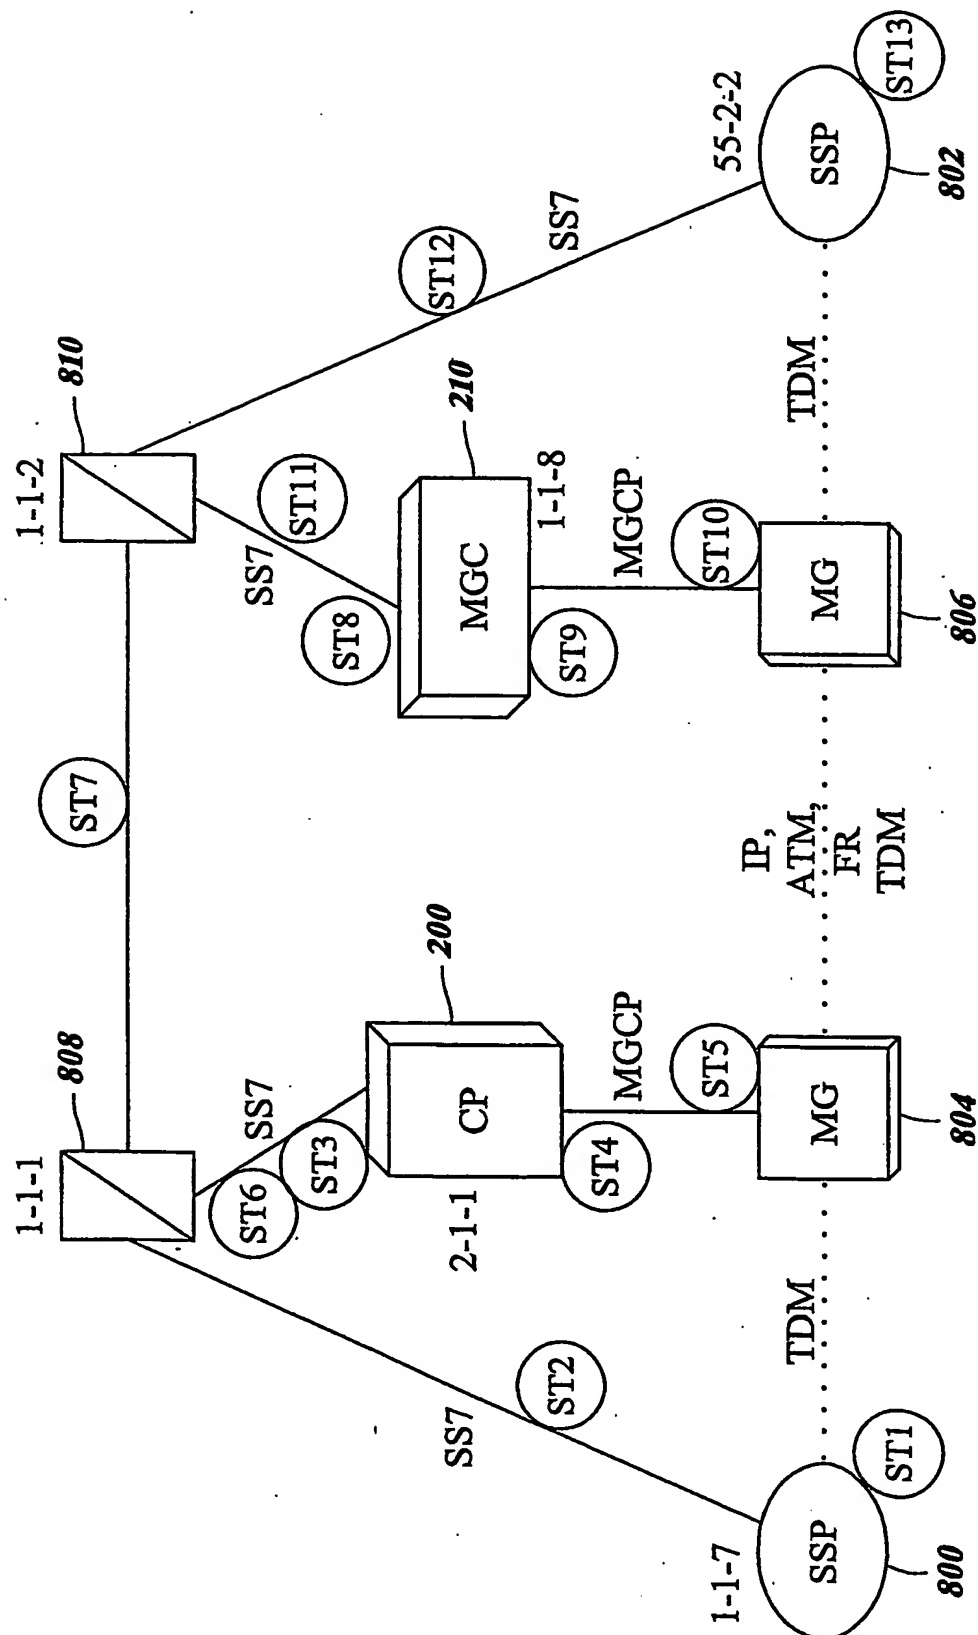 1-1-1
808
ST7
1-1-2
810
SS7
ST6
ST3
SS7
ST11
ST8
ST12
SS7
ST2
SS7
2-1-1
CP
200
MGC
210
1-1-8
ST4
MGCP
ST5
ST9
MGCP
ST10
1-1-7
SSP
ST1
800
TDM
MG
804
IP,
ATM,
FR
TDM
MG
806
TDM
55-2-2
SSP
ST13
802